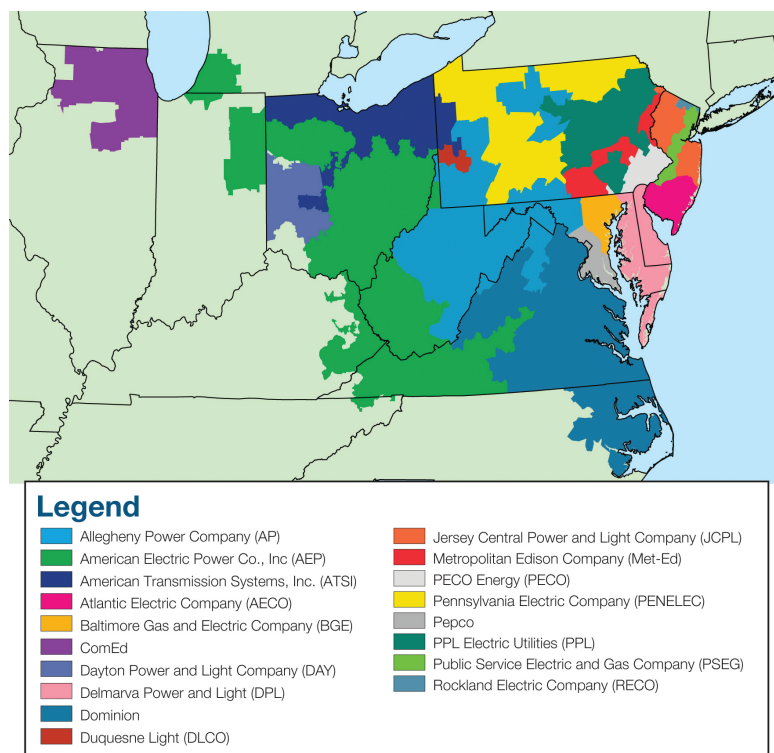 Legend
Allegheny Power Company (AP)
American Electric Power Co., Inc (AEP)
American Transmission Systems, Inc. (ATSI)
Atlantic Electric Company (AECO)
Baltimore Gas and Electric Company (BGE)
ComEd
Dayton Power and Light Company (DAY)
Delmarva Power and Light (DPL)
Dominion
Duquesne Light (DLCO)
Jersey Central Power and Light Company (JCPL)
Metropolitan Edison Company (Met-Ed)
PECO Energy (PECO)
Pennsylvania Electric Company (PENELEC)
Pepco
PPL Electric Utilities (PPL)
Public Service Electric and Gas Company (PSEG)
Rockland Electric Company (RECO)